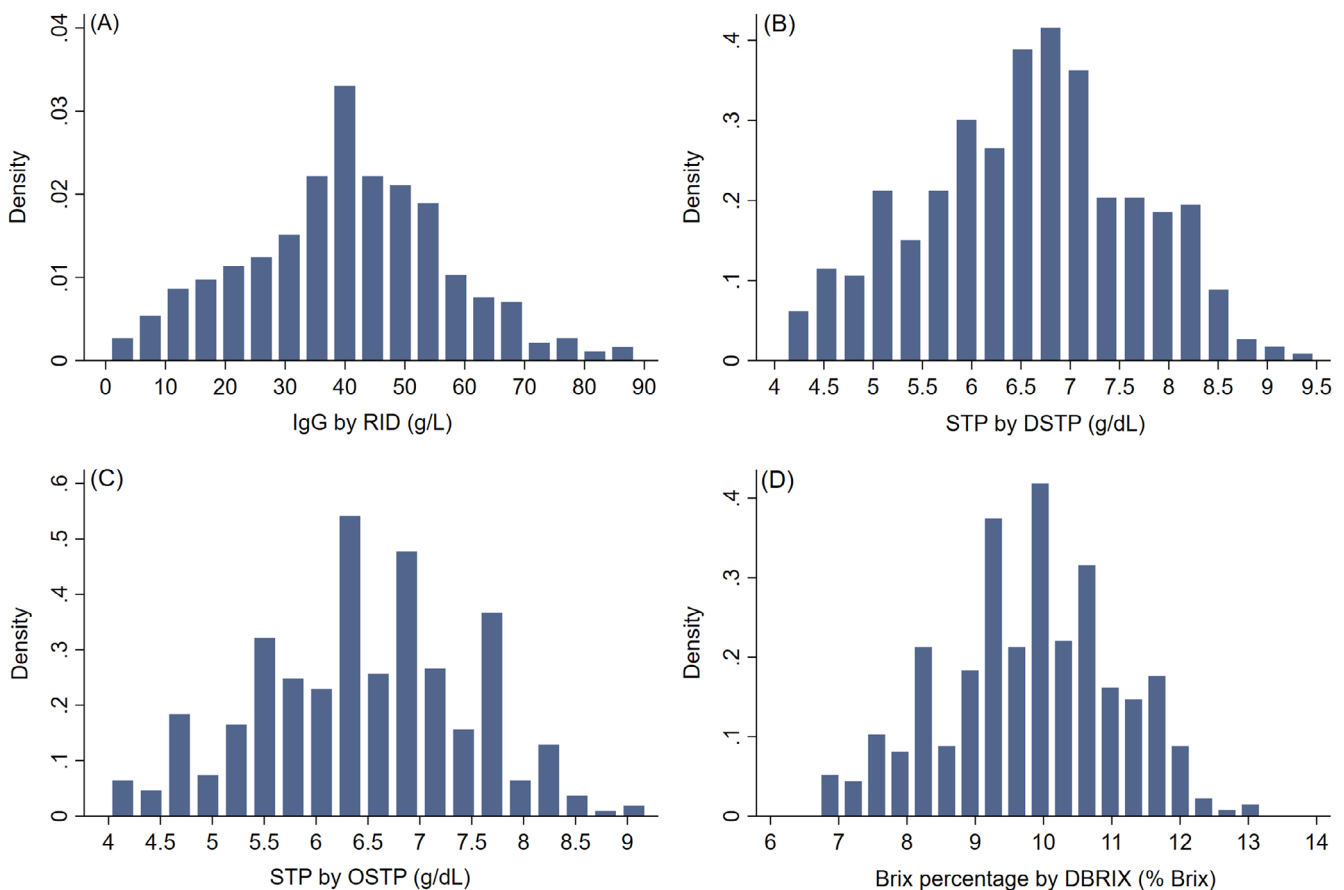 (A)
Density
0 .01 .02 .03 .04
0 10 20 30 40 50 60 70 80 90
IgG by RID (g/L)
(B)
Density
0 .1 .2 .3 .4
4 4.5 5 5.5 6 6.5 7 7.5 8 8.5 9 9.5
STP by DSTP (g/dL)
(C)
Density
0 .1 .2 .3 .4 .5 .6
4 4.5 5 5.5 6 6.5 7 7.5 8 8.5 9
STP by OSTP (g/dL)
(D)
Density
0 .1 .2 .3 .4
6 7 8 9 10 11 12 13 14
Brix percentage by DBRIX (% Brix)